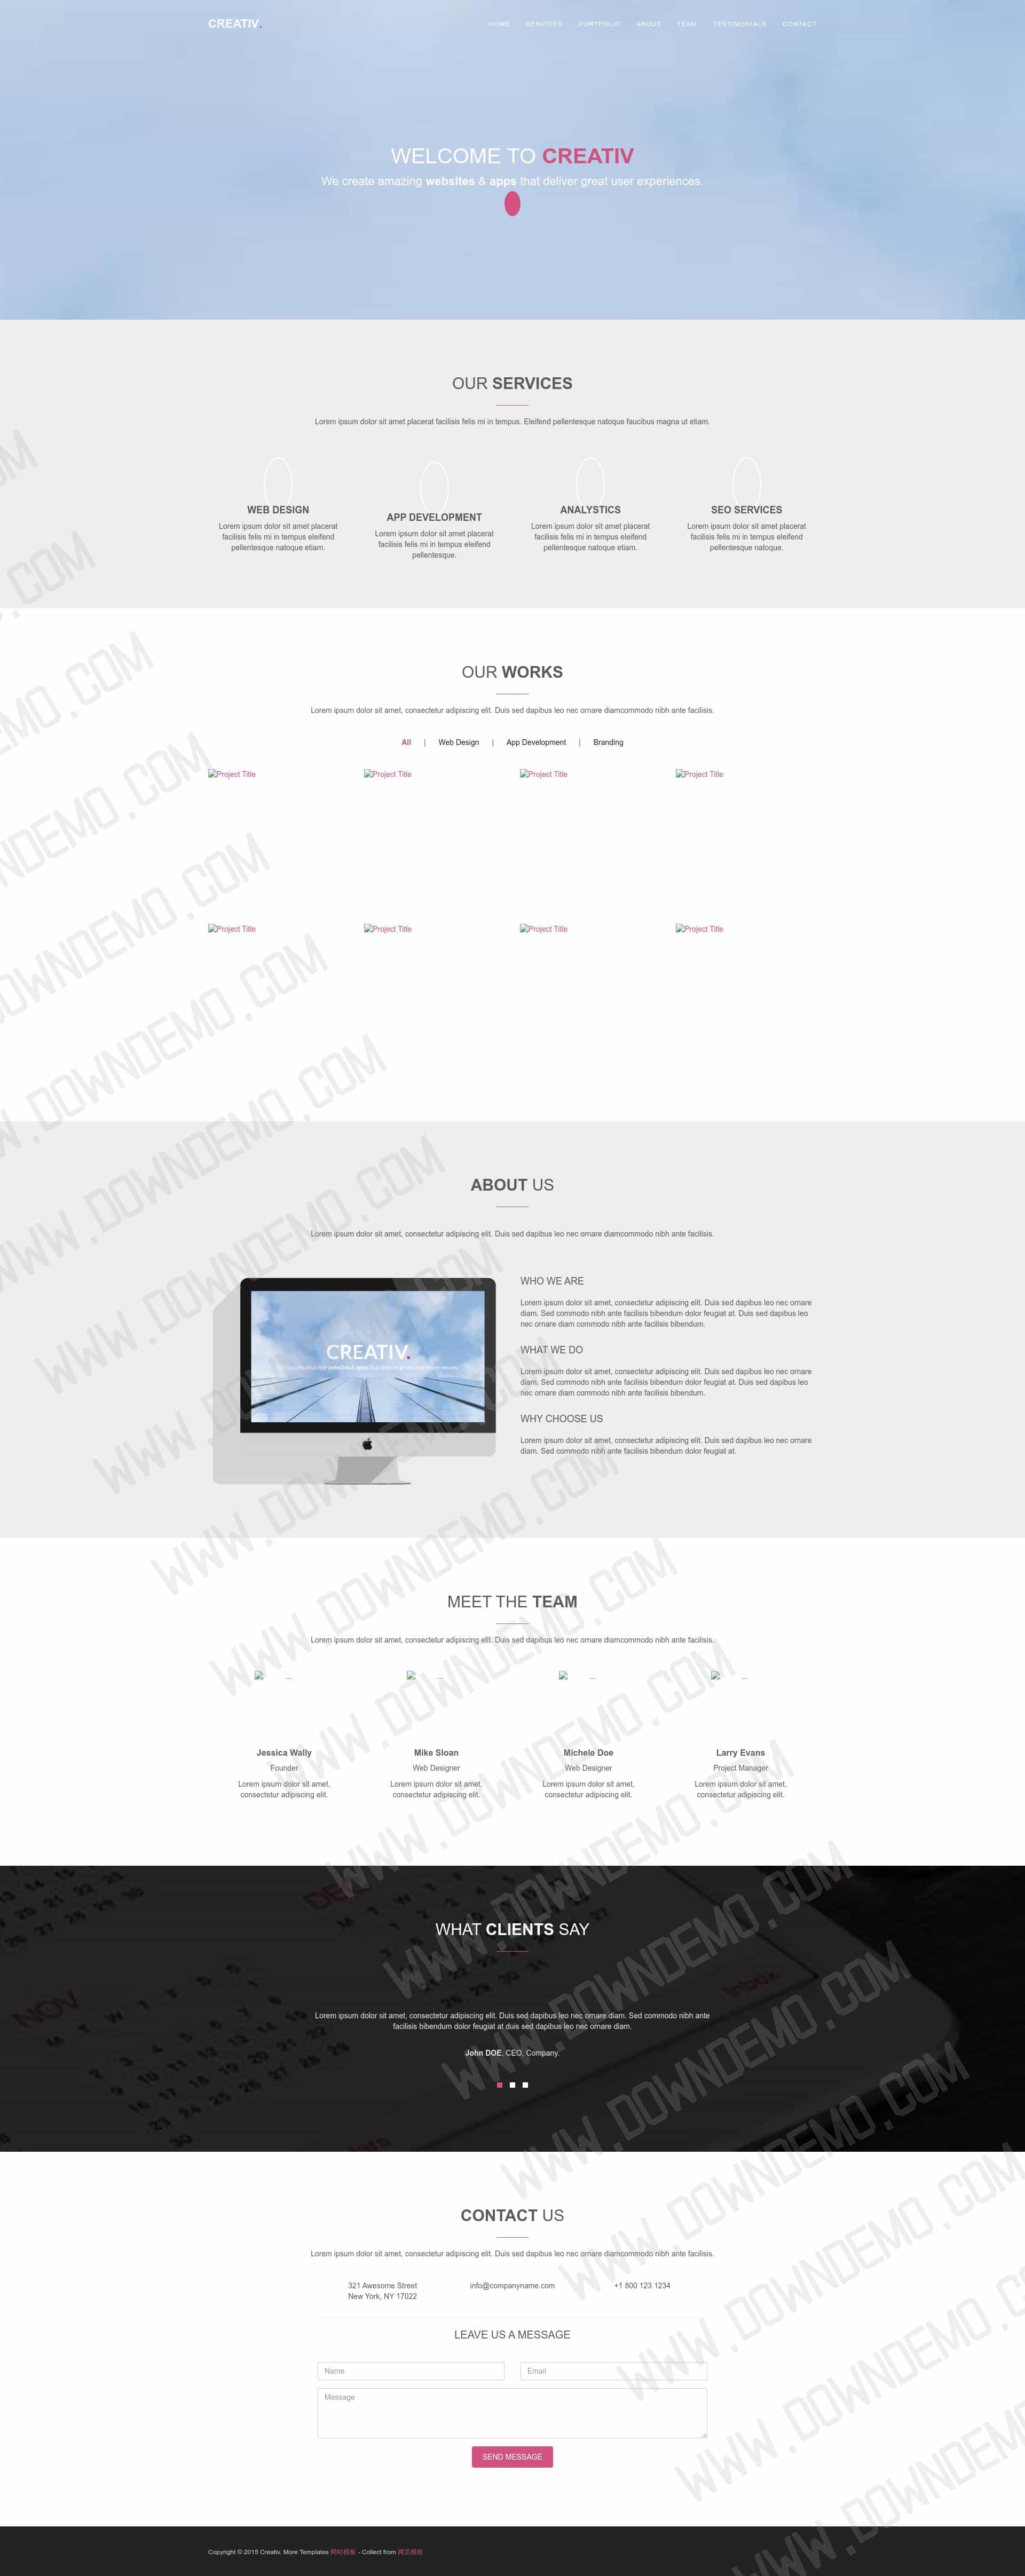 CREATIV.
HOME SERVICES PORTFOLIO ABOUT TEAM TESTIMONIALS CONTACT
WELCOME TO CREATIV
We create amazing websites & apps that deliver great user experiences.
OUR SERVICES
Lorem ipsum dolor sit amet placerat facilisis felis mi in tempus. Eleifend pellentesque natoque faucibus magna ut etiam.
WEB DESIGN
Lorem ipsum dolor sit amet placerat
facilisis felis mi in tempus eleifend
pellentesque natoque etiam.
APP DEVELOPMENT
Lorem ipsum dolor sit amet placerat
facilisis felis mi in tempus eleifend
pellentesque.
ANALYSTICS
Lorem ipsum dolor sit amet placerat
facilisis felis mi in tempus eleifend
pellentesque natoque etiam.
SEO SERVICES
Lorem ipsum dolor sit amet placerat
facilisis felis mi in tempus eleifend
pellentesque natoque.
OUR WORKS
Lorem ipsum dolor sit amet, consectetur adipiscing elit. Duis sed dapibus leo nec ornare diamcommodo nibh ante facilisis.
All | Web Design | App Development | Branding
Project Title Project Title Project Title Project Title
Project Title Project Title Project Title Project Title
ABOUT US
Lorem ipsum dolor sit amet, consectetur adipiscing elit. Duis sed dapibus leo nec ornare diamcommodo nibh ante facilisis.
CREATIV.
We create amazing websites & apps that deliver great user experiences.
WHO WE ARE
Lorem ipsum dolor sit amet, consectetur adipiscing elit. Duis sed dapibus leo nec ornare
diam. Sed commodo nibh ante facilisis bibendum dolor feugiat at. Duis sed dapibus leo
nec ornare diam commodo nibh ante facilisis bibendum.
WHAT WE DO
Lorem ipsum dolor sit amet, consectetur adipiscing elit. Duis sed dapibus leo nec ornare
diam. Sed commodo nibh ante facilisis bibendum dolor feugiat at. Duis sed dapibus leo
nec ornare diam commodo nibh ante facilisis bibendum.
WHY CHOOSE US
Lorem ipsum dolor sit amet, consectetur adipiscing elit. Duis sed dapibus leo nec ornare
diam. Sed commodo nibh ante facilisis bibendum dolor feugiat at.
MEET THE TEAM
Lorem ipsum dolor sit amet, consectetur adipiscing elit. Duis sed dapibus leo nec ornare diamcommodo nibh ante facilisis.
... ... ... ...
Jessica Wally
Founder
Lorem ipsum dolor sit amet,
consectetur adipiscing elit.
Mike Sloan
Web Designer
Lorem ipsum dolor sit amet,
consectetur adipiscing elit.
Michele Doe
Web Designer
Lorem ipsum dolor sit amet,
consectetur adipiscing elit.
Larry Evans
Project Manager
Lorem ipsum dolor sit amet,
consectetur adipiscing elit.
WHAT CLIENTS SAY
Lorem ipsum dolor sit amet, consectetur adipiscing elit. Duis sed dapibus leo nec ornare diam. Sed commodo nibh ante
facilisis bibendum dolor feugiat at duis sed dapibus leo nec ornare diam.
John DOE, CEO, Company.
NOV
Inbox
CONTACT US
Lorem ipsum dolor sit amet, consectetur adipiscing elit. Duis sed dapibus leo nec ornare diamcommodo nibh ante facilisis.
321 Awesome Street
New York, NY 17022
info@companyname.com
+1 800 123 1234
LEAVE US A MESSAGE
Name
Email
Message
SEND MESSAGE
Copyright © 2015 Creativ. More Templates 网站模板 - Collect from 网页模板
WWW.DOWNDEMO.COM